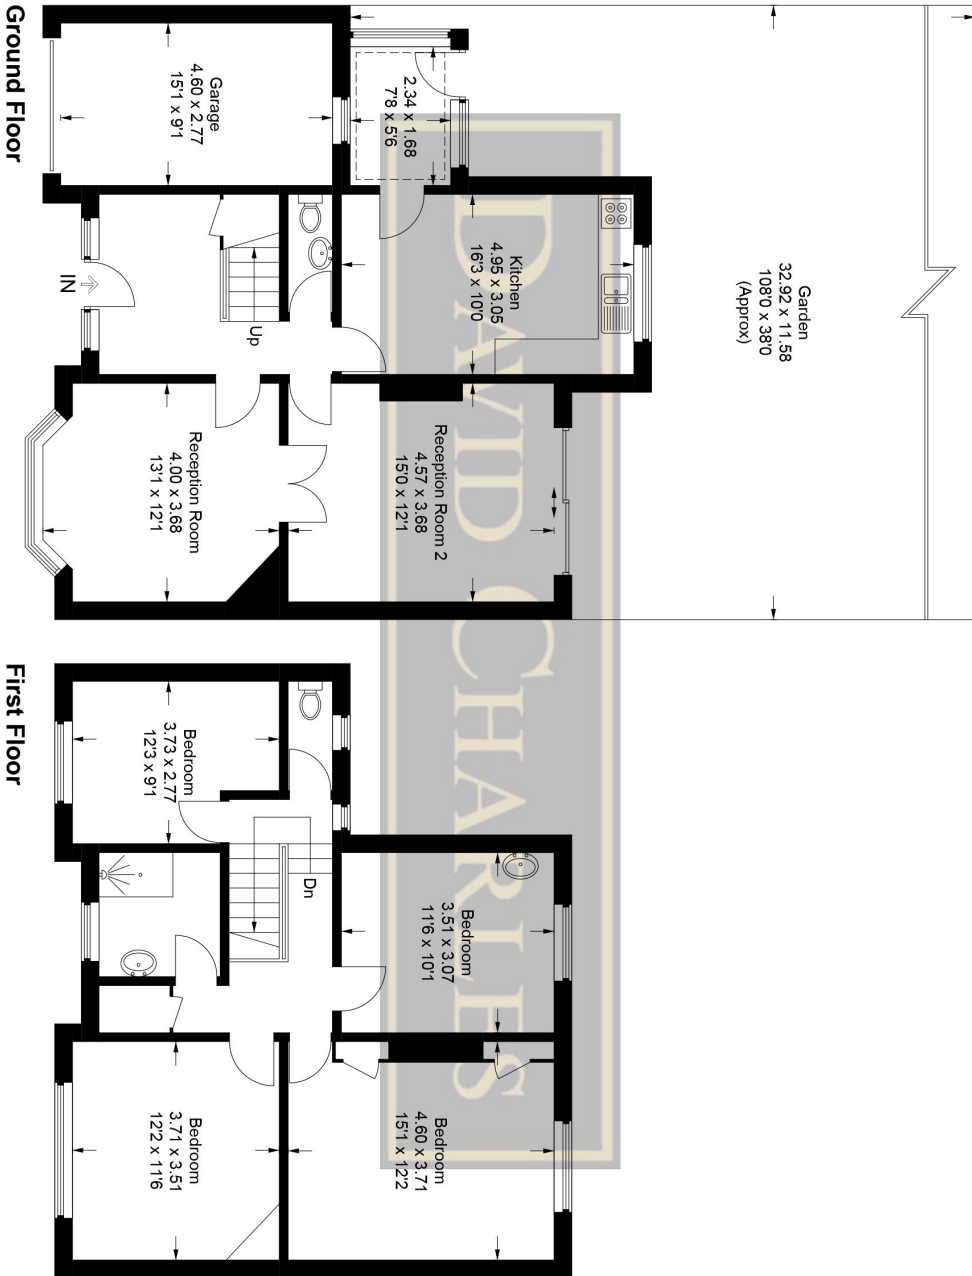 Garden
32.92 x 11.58
108'0 x 38'0
(Approx)
2.34 x 1.68
7'8 x 5'6
Garage
4.60 x 2.77
15'1 x 9'1
Kitchen
4.95 x 3.05
16'3 x 10'0
Up
IN
Reception Room 2
4.57 x 3.68
15'0 x 12'1
Reception Room
4.00 x 3.68
13'1 x 12'1
Ground Floor
Bedroom
3.73 x 2.77
12'3 x 9'1
Dn
Bedroom
3.51 x 3.07
11'6 x 10'1
Bedroom
4.60 x 3.71
15'1 x 12'2
Bedroom
3.71 x 3.51
12'2 x 11'6
First Floor
DAVID CHARLES